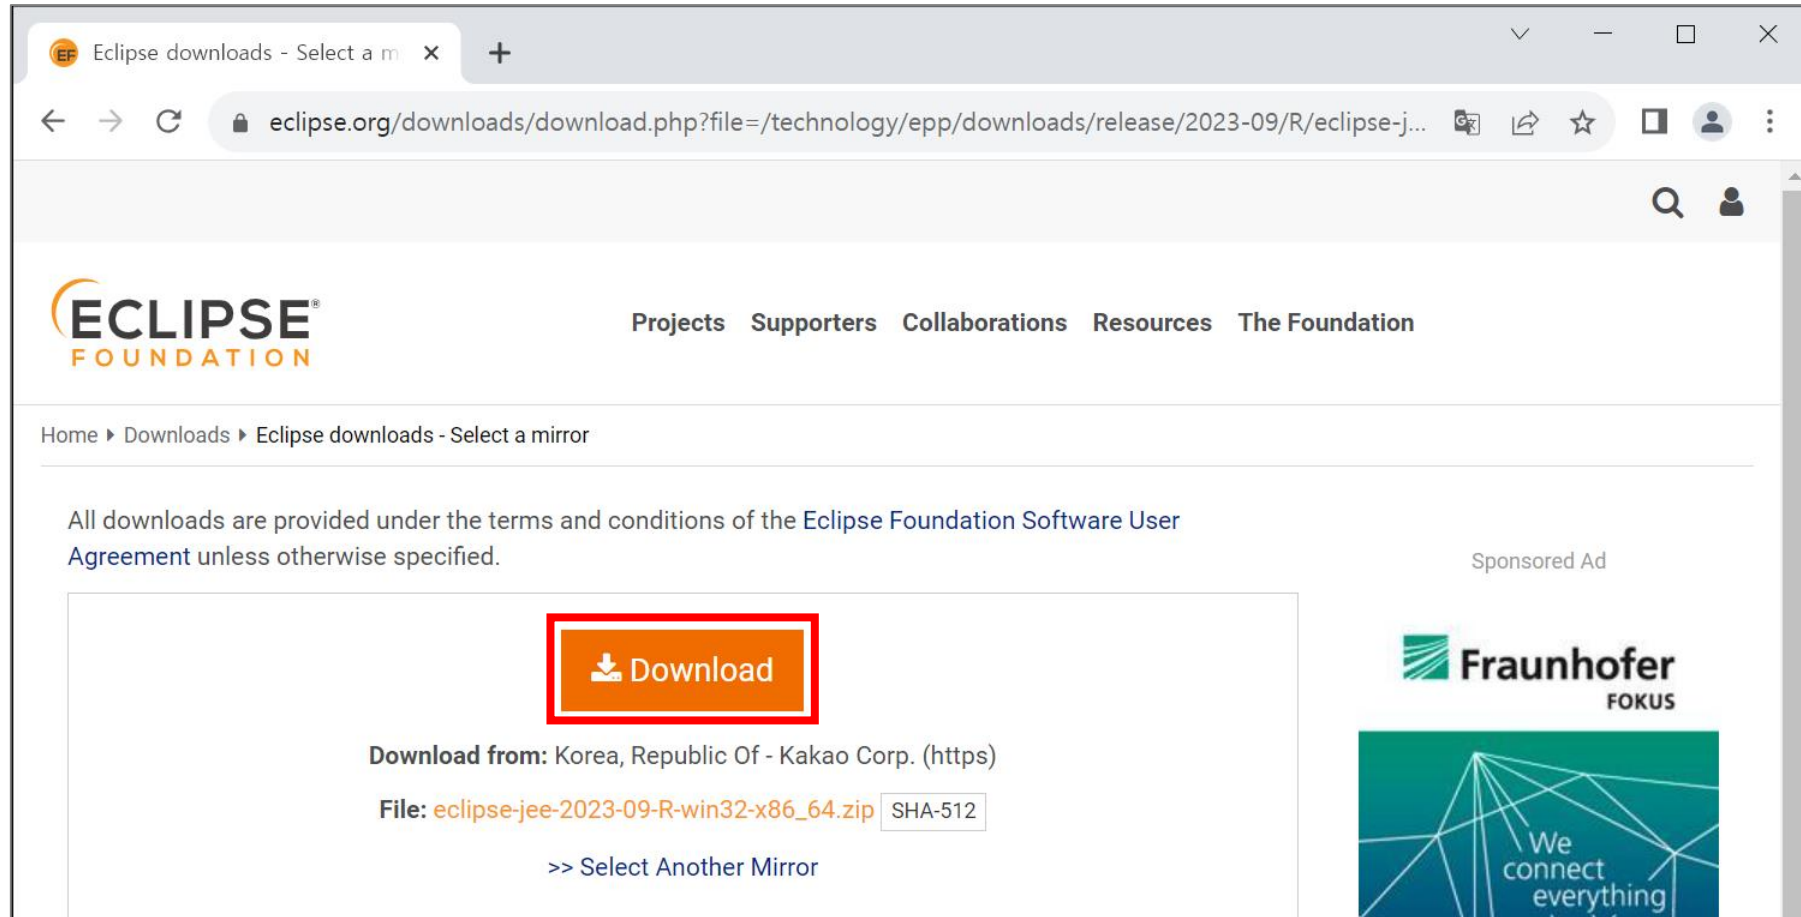 Eclipse downloads - Select a m
eclipse.org/downloads/download.php?file=/technology/epp/downloads/release/2023-09/R/eclipse-j...
ECLIPSE®
FOUNDATION
Projects Supporters Collaborations Resources The Foundation
Home Downloads Eclipse downloads - Select a mirror
All downloads are provided under the terms and conditions of the Eclipse Foundation Software User
Agreement unless otherwise specified.
Sponsored Ad
Download
Fraunhofer
FOKUS
Download from: Korea, Republic Of - Kakao Corp. (https)
File: eclipse-jee-2023-09-R-win32-x86_64.zip SHA-512
>> Select Another Mirror
We
connect
everything